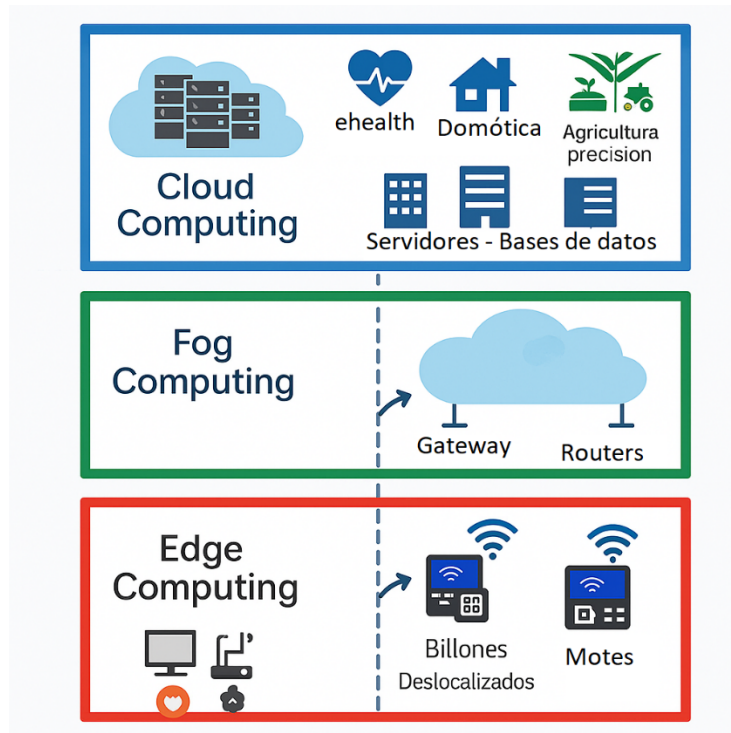 ehealth
Domótica
Agricultura
precision
Cloud
Computing
Servidores - Bases de datos
Fog
Computing
Gateway
Routers
Edge
Computing
Billones
Deslocalizados
Motes